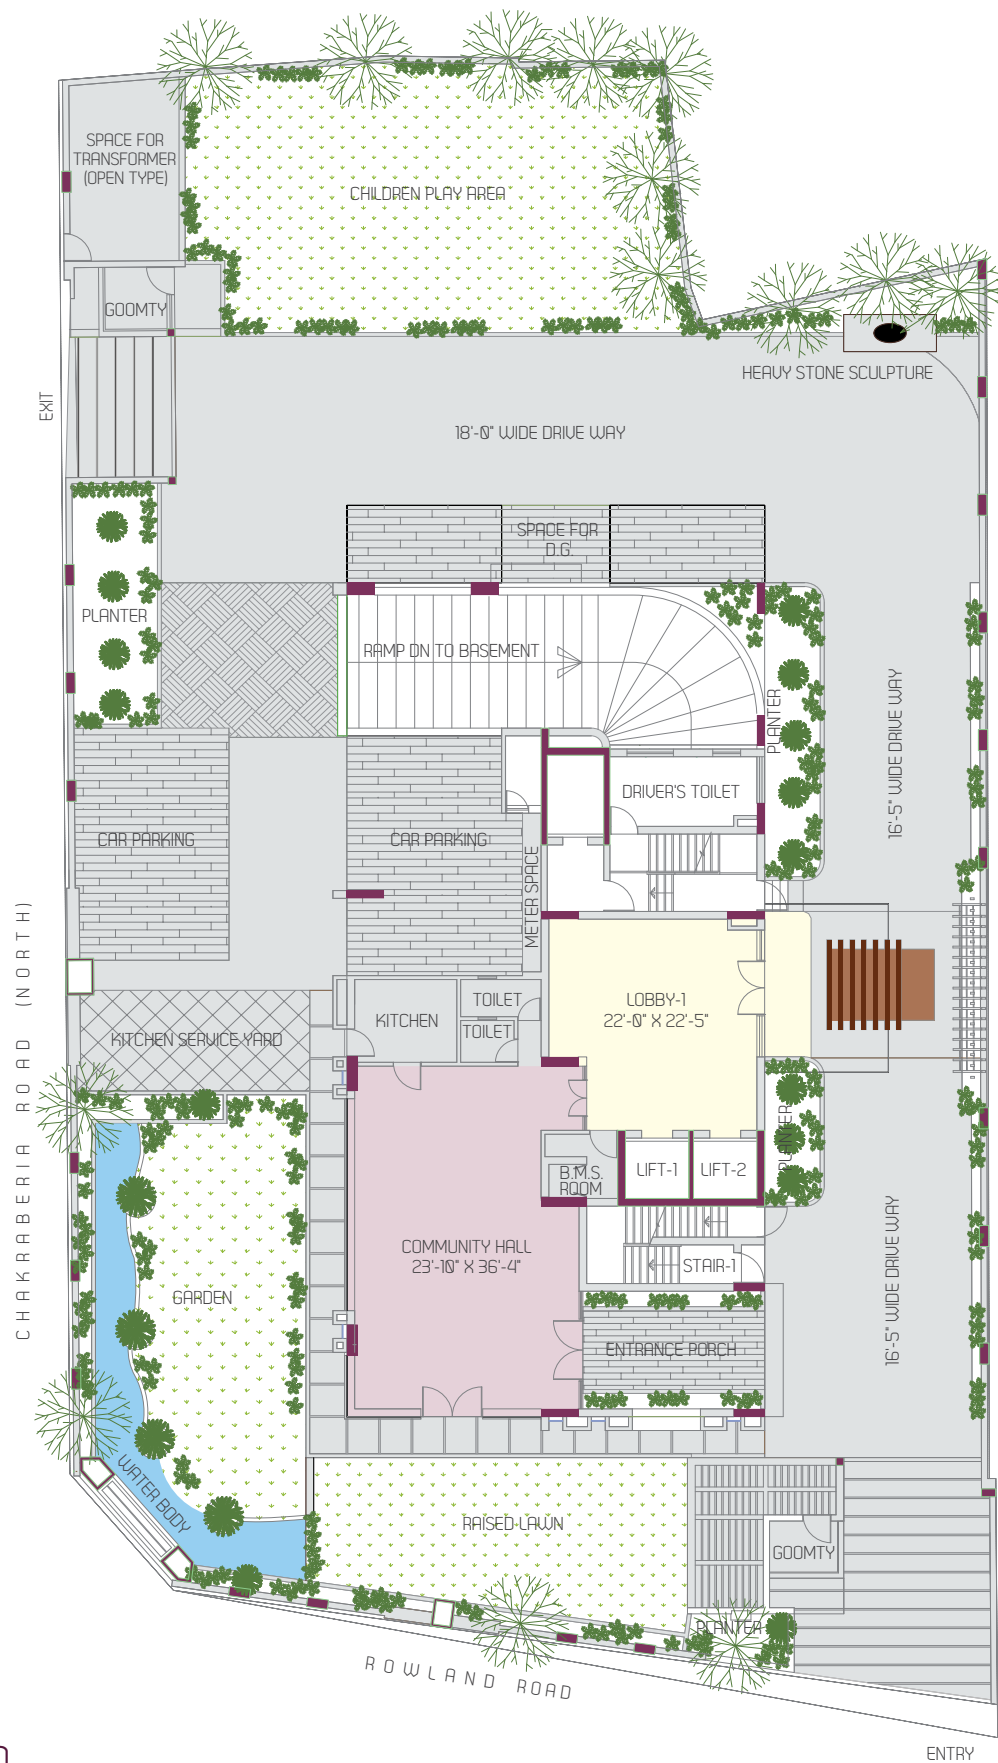 SPACE FOR
TRANSFORMER
(OPEN TYPE)
CHILDREN PLAY AREA
GOOMTY
HEAVY STONE SCULPTURE
EXIT
18'-0" WIDE DRIVE WAY
SPACE FOR
D.G.
PLANTER
RAMP DN TO BASEMENT
PLANTER
16'-5" WIDE DRIVE WAY
DRIVER'S TOILET
CAR PARKING
CAR PARKING
METER SPACE
CHAKRABERIA ROAD (NORTH)
LOBBY-1
22'-0" X 22'-5"
TOILET
KITCHEN
TOILET
KITCHEN SERVICE YARD
PLANTER
B.M.S.
ROOM
LIFT-1
LIFT-2
COMMUNITY HALL
23'-10" X 36'-4"
STAIR-1
16'-5" WIDE DRIVE WAY
GARDEN
ENTRANCE PORCH
WATER BODY
RAISED LAWN
GOOMTY
PLANTER
ROWLAND ROAD
ENTRY